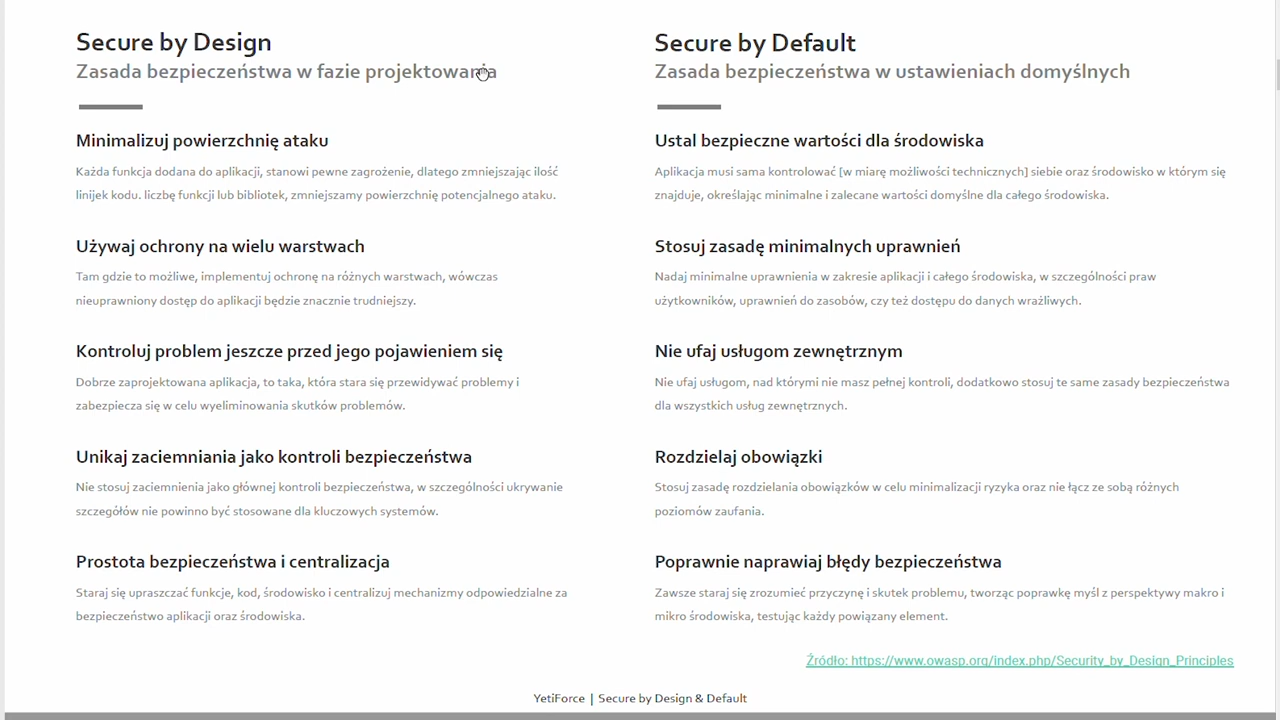 Secure by Design
Zasada bezpieczeństwa w fazie projektowania
Minimalizuj powierzchnię ataku
Każda funkcja dodana do aplikacji, stanowi pewne zagrożenie, dlatego zmniejszając ilość
linijek kodu. liczbę funkcji lub bibliotek, zmniejszamy powierzchnię potencjalnego ataku.
Używaj ochrony na wielu warstwach
Tam gdzie to możliwe, implementuj ochronę na różnych warstwach, wówczas
nieuprawniony dostęp do aplikacji będzie znacznie trudniejszy.
Kontroluj problem jeszcze przed jego pojawieniem się
Dobrze zaprojektowana aplikacja, to taka, która stara się przewidywać problemy i
zabezpiecza się w celu wyeliminowania skutków problemów.
Unikaj zaciemniania jako kontroli bezpieczeństwa
Nie stosuj zaciemnienia jako głównej kontroli bezpieczeństwa, w szczególności ukrywanie
szczegółów nie powinno być stosowane dla kluczowych systemów.
Prostota bezpieczeństwa i centralizacja
Staraj się upraszczać funkcje, kod, środowisko i centralizuj mechanizmy odpowiedzialne za
bezpieczeństwo aplikacji oraz środowiska.
Secure by Default
Zasada bezpieczeństwa w ustawieniach domyślnych
Ustal bezpieczne wartości dla środowiska
Aplikacja musi sama kontrolować [w miarę możliwości technicznych] siebie oraz środowisko w którym się
znajduje, określając minimalne i zalecane wartości domyślne dla całego środowiska.
Stosuj zasadę minimalnych uprawnień
Nadaj minimalne uprawnienia w zakresie aplikacji i całego środowiska, w szczególności praw
użytkowników, uprawnień do zasobów, czy też dostępu do danych wrażliwych.
Nie ufaj usługom zewnętrznym
Nie ufaj usługom, nad którymi nie masz pełnej kontroli, dodatkowo stosuj te same zasady bezpieczeństwa
dla wszystkich usług zewnętrznych.
Rozdzielaj obowiązki
Stosuj zasadę rozdzielania obowiązków w celu minimalizacji ryzyka oraz nie łącz ze sobą różnych
poziomów zaufania.
Poprawnie naprawiaj błędy bezpieczeństwa
Zawsze staraj się zrozumieć przyczynę i skutek problemu, tworząc poprawkę myśl z perspektywy makro i
mikro środowiska, testując każdy powiązany element.
Źródło: https://www.owasp.org/index.php/Security_by_Design_Principles
YetiForce | Secure by Design & Default